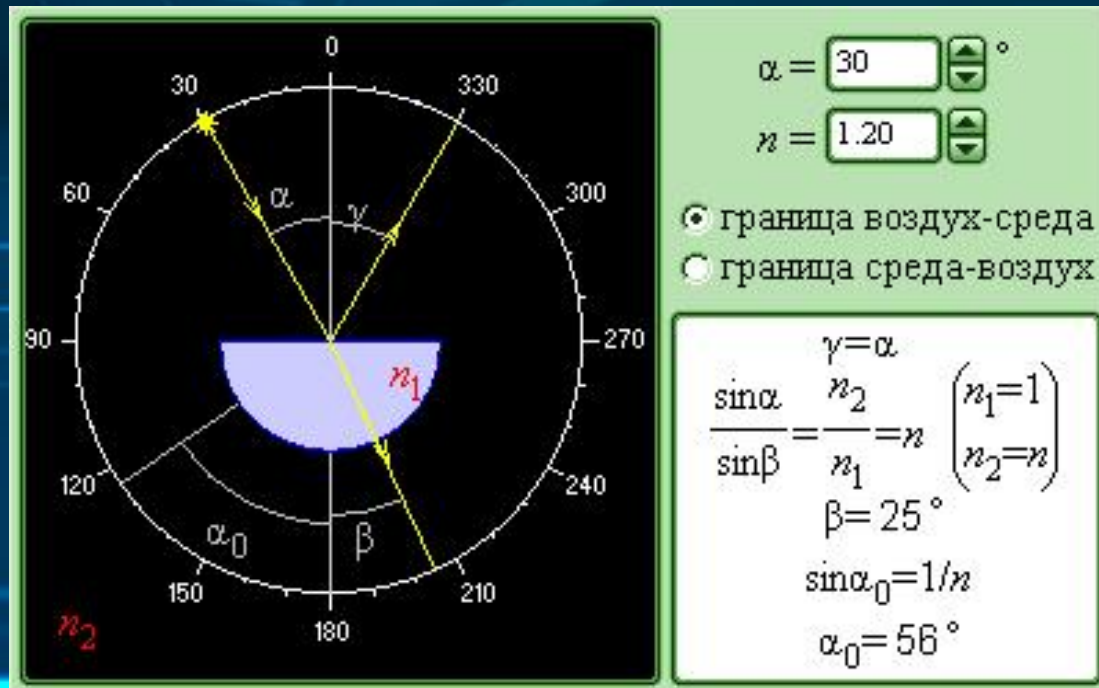 0
30
330
α
γ
60
300
90
270
n₁
120
240
α₀
β
150
210
n₂
180
α = 30 °
n = 1.20
граница воздух-среда
граница среда-воздух
γ=α
sinα/sinβ = n₂/n₁ = n (n₁=1 n₂=n)
β= 25°
sinα₀=1/n
α₀= 56°